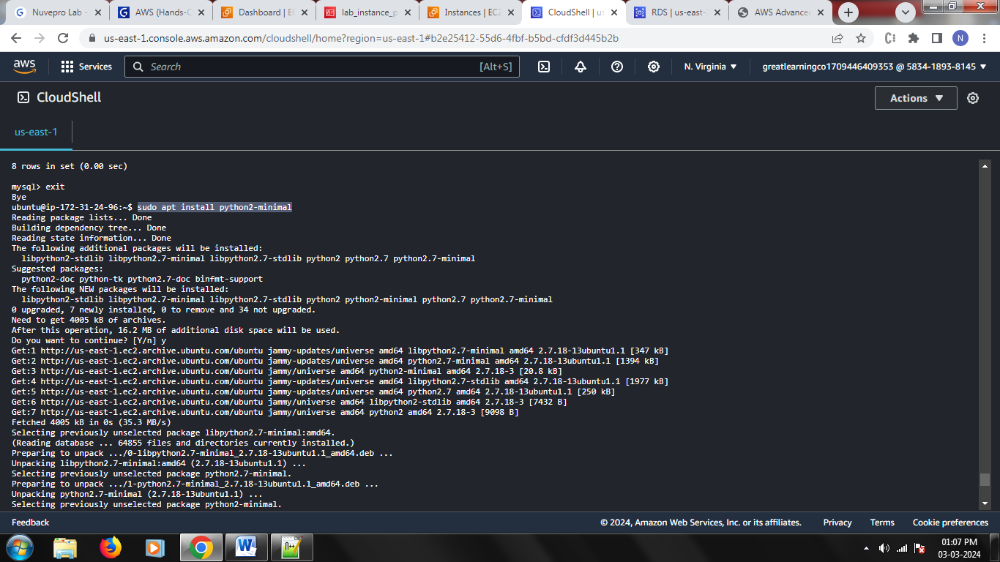 Nuvepro Lab -
AWS (Hands-O
Dashboard | EC
lab_instance_p
Instances | EC2
CloudShell | us
RDS | us-east-
AWS Advance
us-east-1.console.aws.amazon.com/cloudshell/home?region=us-east-1#b2e25412-55d6-4fbf-b5bd-cfdf3d445b2b
N
aws
Services
Search
[Alt+S]
N. Virginia
greatlearningco1709446409353 @ 5834-1893-8145
CloudShell
Actions
us-east-1
8 rows in set (0.00 sec)
mysql> exit
Bye
ubuntu@ip-172-31-24-96:~$ sudo apt install python2-minimal
Reading package lists... Done
Building dependency tree... Done
Reading state information... Done
The following additional packages will be installed:
libpython2-stdlib libpython2.7-minimal libpython2.7-stdlib python2 python2.7 python2.7-minimal
Suggested packages:
python2-doc python-tk python2.7-doc binfmt-support
The following NEW packages will be installed:
libpython2-stdlib libpython2.7-minimal libpython2.7-stdlib python2 python2-minimal python2.7 python2.7-minimal
0 upgraded, 7 newly installed, 0 to remove and 34 not upgraded.
Need to get 4005 kB of archives.
After this operation, 16.2 MB of additional disk space will be used.
Do you want to continue? [Y/n] y
Get:1 http://us-east-1.ec2.archive.ubuntu.com/ubuntu jammy-updates/universe amd64 libpython2.7-minimal amd64 2.7.18-13ubuntu1.1 [347 kB]
Get:2 http://us-east-1.ec2.archive.ubuntu.com/ubuntu jammy-updates/universe amd64 python2.7-minimal amd64 2.7.18-13ubuntu1.1 [1394 kB]
Get:3 http://us-east-1.ec2.archive.ubuntu.com/ubuntu jammy/universe amd64 python2-minimal amd64 2.7.18-3 [20.8 kB]
Get:4 http://us-east-1.ec2.archive.ubuntu.com/ubuntu jammy-updates/universe amd64 libpython2.7-stdlib amd64 2.7.18-13ubuntu1.1 [1977 kB]
Get:5 http://us-east-1.ec2.archive.ubuntu.com/ubuntu jammy-updates/universe amd64 python2.7 amd64 2.7.18-13ubuntu1.1 [250 kB]
Get:6 http://us-east-1.ec2.archive.ubuntu.com/ubuntu jammy/universe amd64 libpython2-stdlib amd64 2.7.18-3 [7432 B]
Get:7 http://us-east-1.ec2.archive.ubuntu.com/ubuntu jammy/universe amd64 python2 amd64 2.7.18-3 [9098 B]
Fetched 4005 kB in 0s (35.3 MB/s)
Selecting previously unselected package libpython2.7-minimal:amd64.
(Reading database ... 64855 files and directories currently installed.)
Preparing to unpack .../0-libpython2.7-minimal_2.7.18-13ubuntu1.1_amd64.deb ...
Unpacking libpython2.7-minimal:amd64 (2.7.18-13ubuntu1.1) ...
Selecting previously unselected package python2.7-minimal.
Preparing to unpack .../1-python2.7-minimal_2.7.18-13ubuntu1.1_amd64.deb ...
Unpacking python2.7-minimal (2.7.18-13ubuntu1.1) ...
Selecting previously unselected package python2-minimal.
Feedback
© 2024, Amazon Web Services, Inc. or its affiliates.
Privacy
Terms
Cookie preferences
01:07 PM
03-03-2024